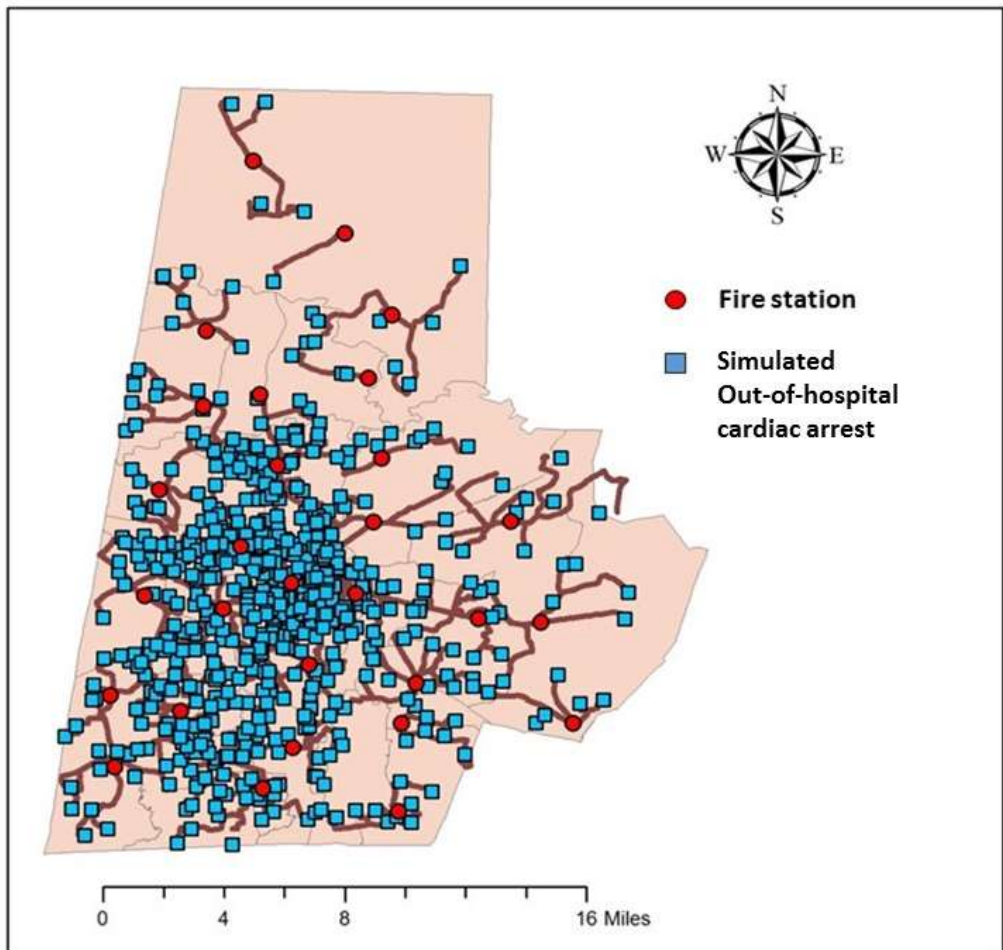 N
W E
S
Fire station
Simulated
Out-of-hospital
cardiac arrest
0 4 8 16 Miles